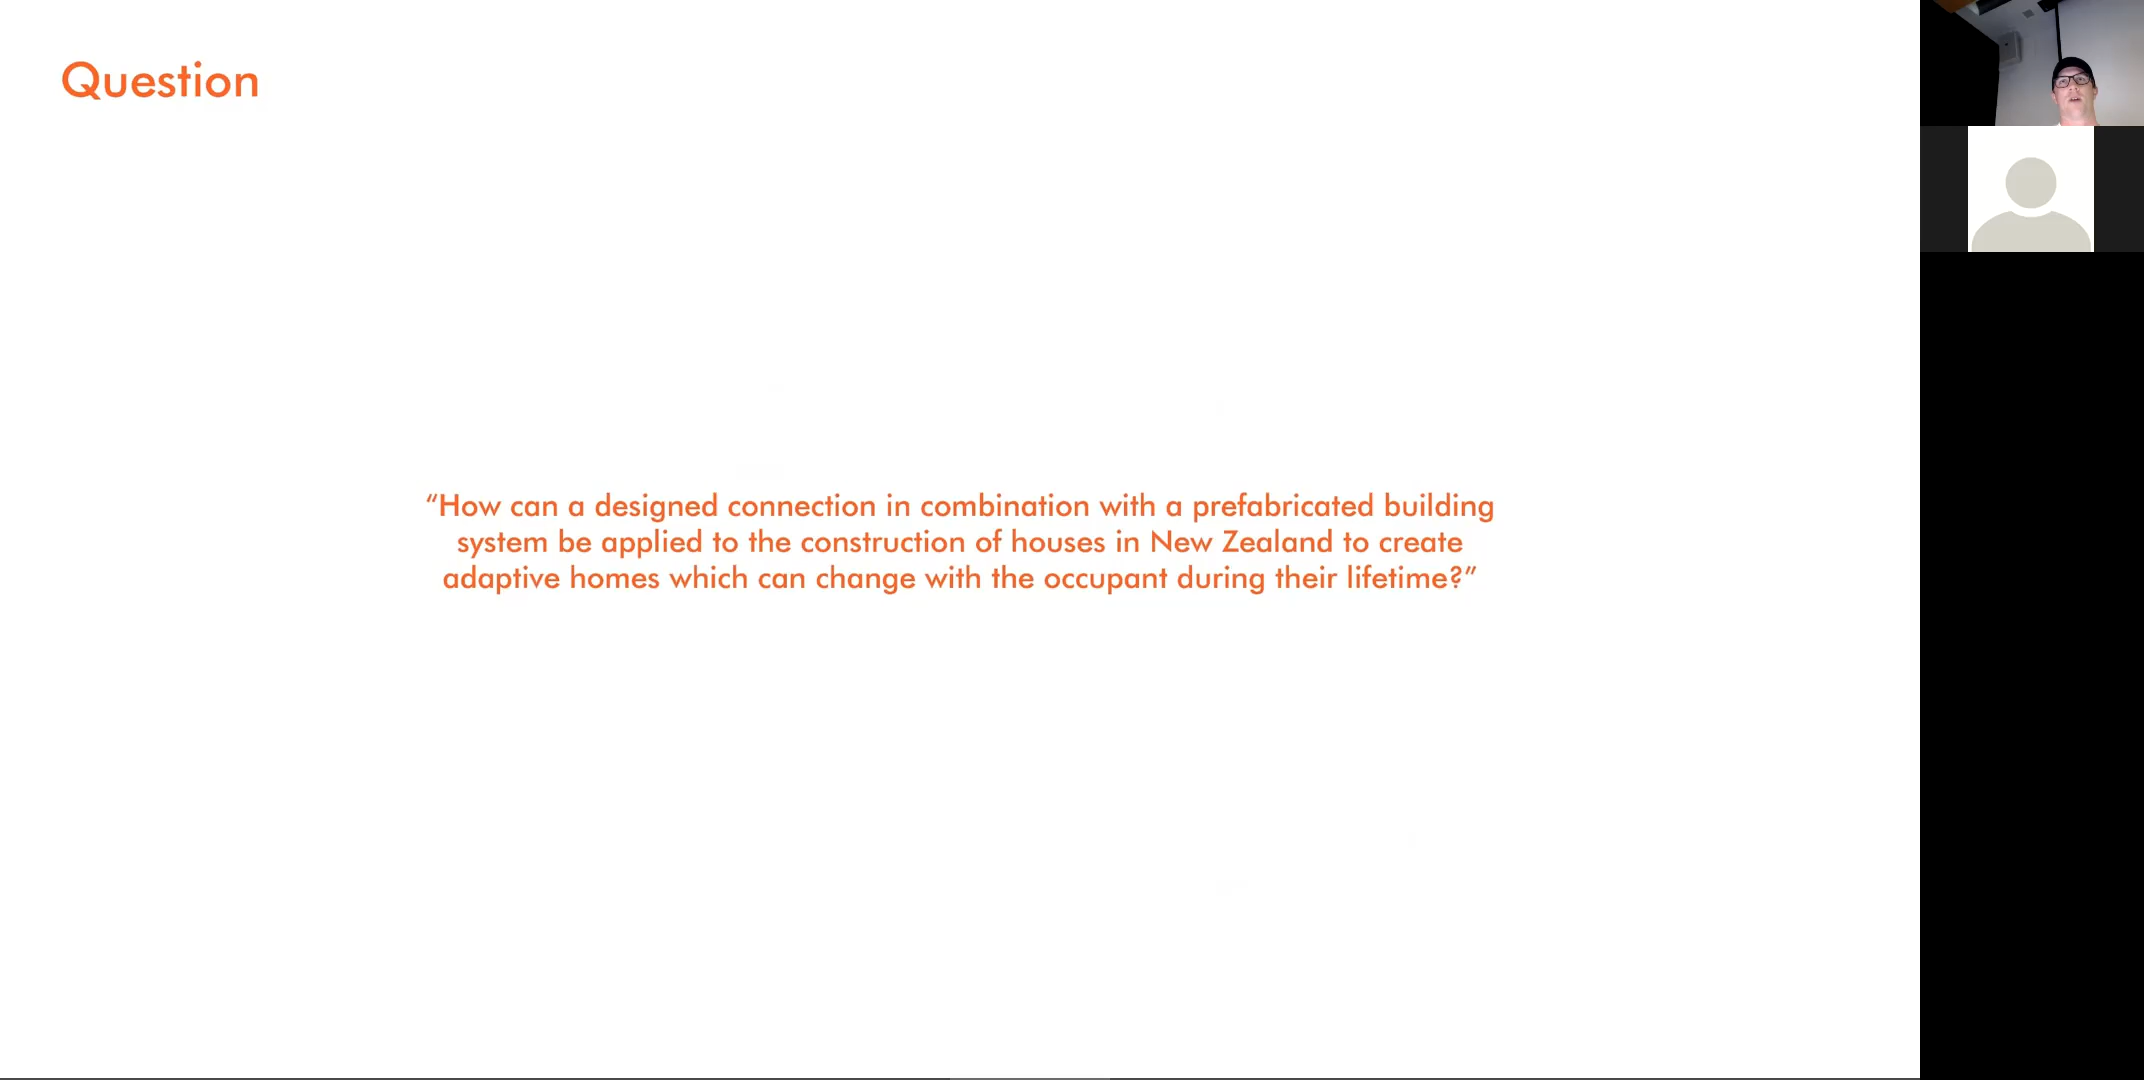 Question
“How can a designed connection in combination with a prefabricated building
system be applied to the construction of houses in New Zealand to create
adaptive homes which can change with the occupant during their lifetime?”